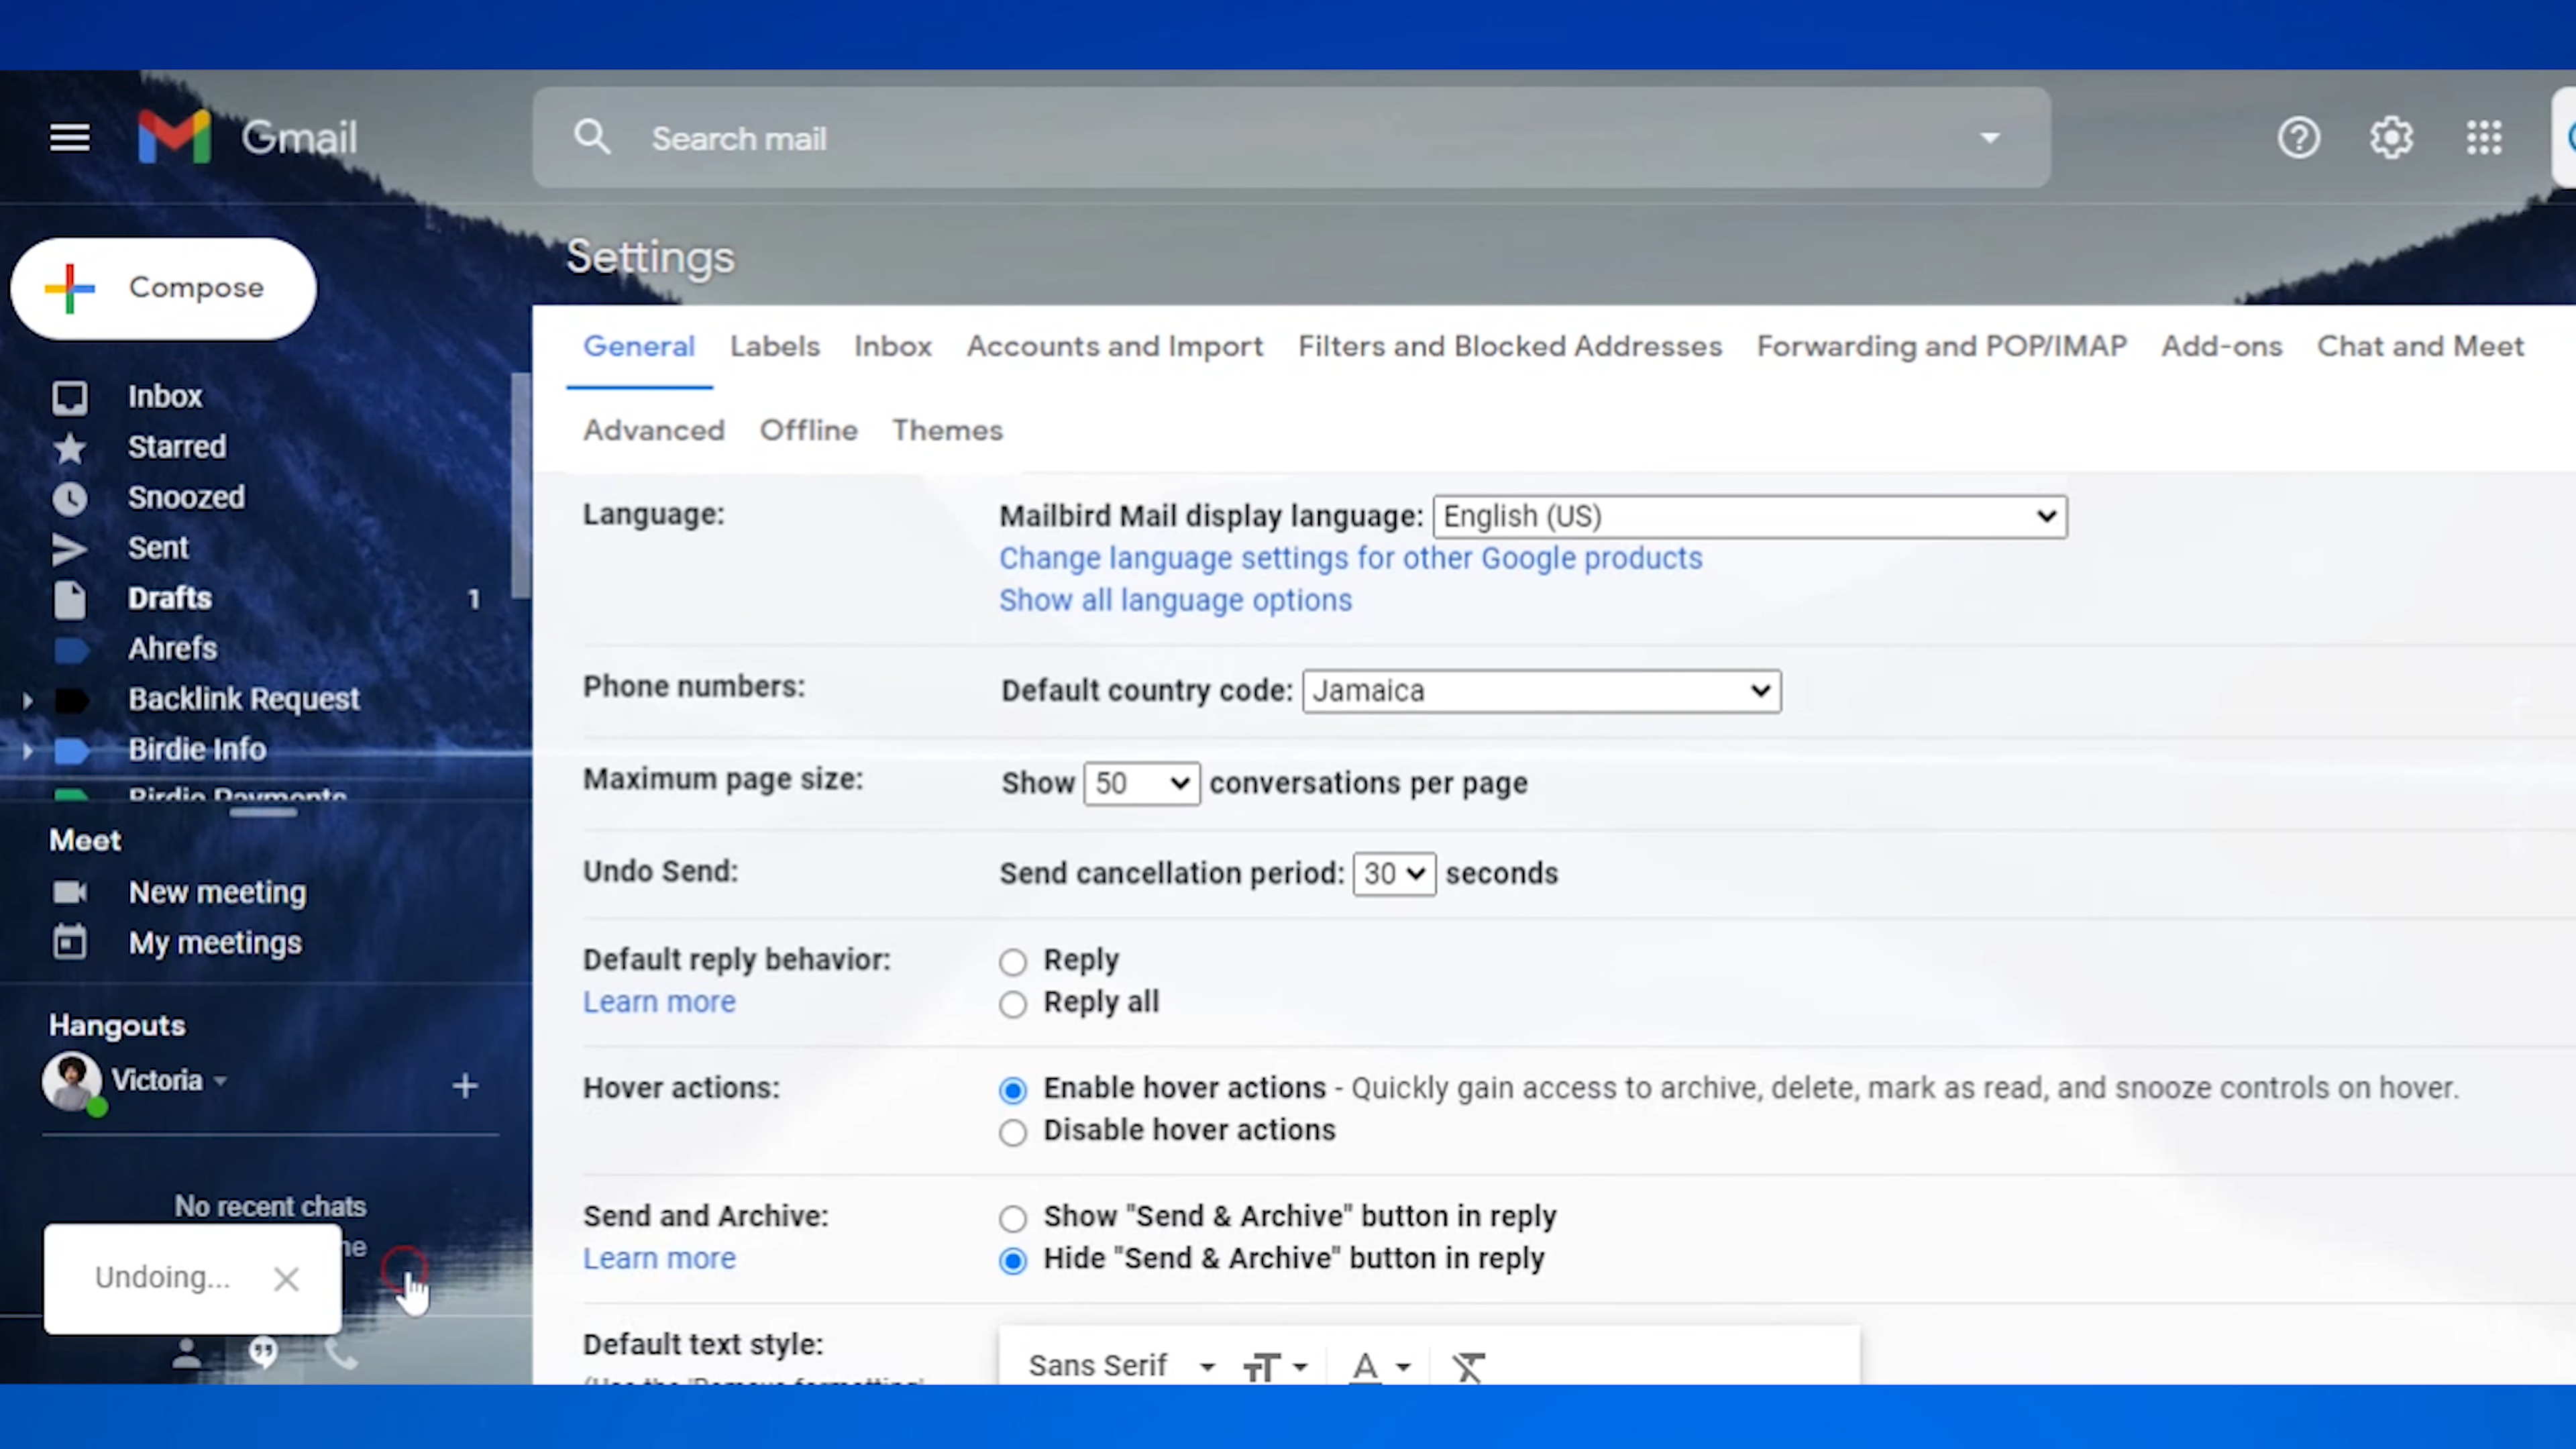 Gmail
Search mail
Settings
Compose
General Labels Inbox Accounts and Import Filters and Blocked Addresses Forwarding and POP/IMAP Add-ons Chat and Meet
Advanced Offline Themes
Inbox
Starred
Snoozed
Sent
Drafts 1
Ahrefs
Backlink Request
Birdie Info
Birdie Payments
Meet
New meeting
My meetings
Hangouts
Victoria
No recent chats
Undoing...
Language: Mailbird Mail display language: English (US)
Change language settings for other Google products
Show all language options
Phone numbers: Default country code: Jamaica
Maximum page size: Show 50 conversations per page
Undo Send: Send cancellation period: 30 seconds
Default reply behavior: Reply
Learn more Reply all
Hover actions: Enable hover actions - Quickly gain access to archive, delete, mark as read, and snooze controls on hover.
Disable hover actions
Send and Archive: Show "Send & Archive" button in reply
Learn more Hide "Send & Archive" button in reply
Default text style: Sans Serif
(Use the 'Remove formatting'